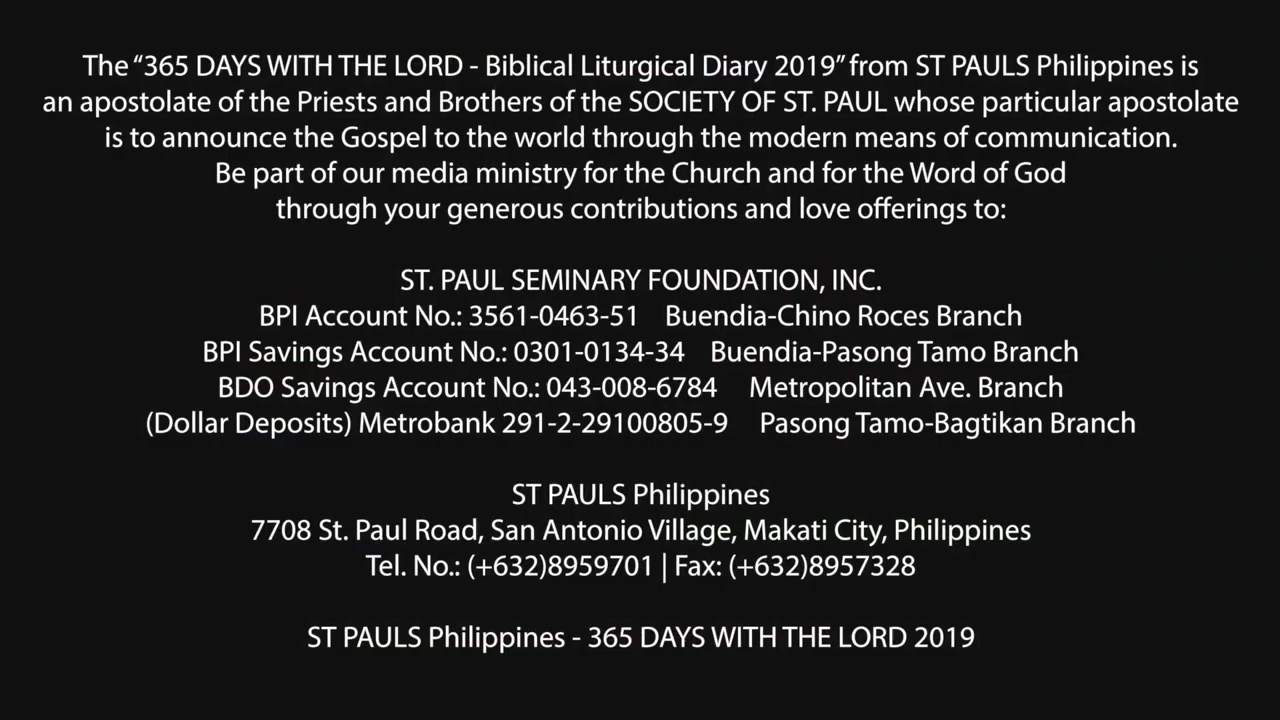 The “365 DAYS WITH THE LORD - Biblical Liturgical Diary 2019” from ST PAULS Philippines is
an apostolate of the Priests and Brothers of the SOCIETY OF ST. PAUL whose particular apostolate
is to announce the Gospel to the world through the modern means of communication.
Be part of our media ministry for the Church and for the Word of God
through your generous contributions and love offerings to:
ST. PAUL SEMINARY FOUNDATION, INC.
BPI Account No.: 3561-0463-51 Buendia-Chino Roces Branch
BPI Savings Account No.: 0301-0134-34 Buendia-Pasong Tamo Branch
BDO Savings Account No.: 043-008-6784 Metropolitan Ave. Branch
(Dollar Deposits) Metrobank 291-2-29100805-9 Pasong Tamo-Bagtikan Branch
ST PAULS Philippines
7708 St. Paul Road, San Antonio Village, Makati City, Philippines
Tel. No.: (+632)8959701 | Fax: (+632)8957328
ST PAULS Philippines - 365 DAYS WITH THE LORD 2019